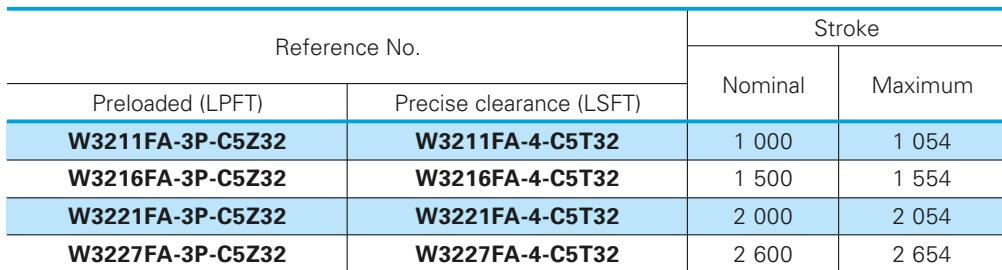 Reference No.
Stroke
Preloaded (LPFT) Precise clearance (LSFT) Nominal Maximum
W3211FA-3P-C5Z32 W3211FA-4-C5T32 1 000 1 054
W3216FA-3P-C5Z32 W3216FA-4-C5T32 1 500 1 554
W3221FA-3P-C5Z32 W3221FA-4-C5T32 2 000 2 054
W3227FA-3P-C5Z32 W3227FA-4-C5T32 2 600 2 654